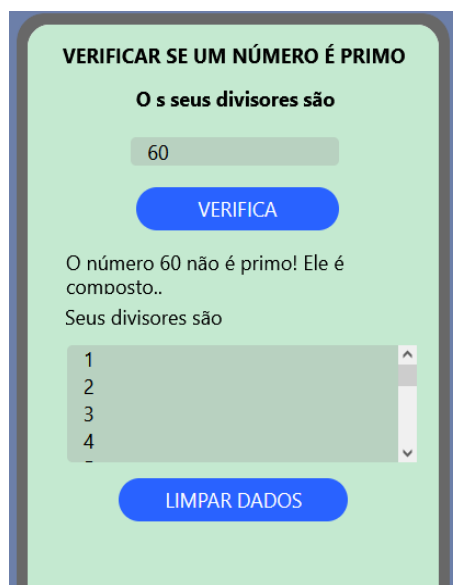 VERIFICAR SE UM NÚMERO É PRIMO
O s seus divisores são
60
VERIFICA
O número 60 não é primo! Ele é
composto..
Seus divisores são
1
2
3
4
LIMPAR DADOS